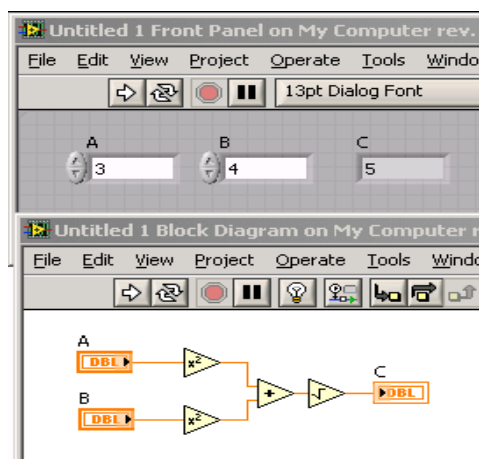 Untitled 1 Front Panel on My Computer rev.
File Edit View Project Operate Tools Windo
13pt Dialog Font
A B C
3 4 5
Untitled 1 Block Diagram on My Computer r
File Edit View Project Operate Tools Windo
A
DBL
x²
C
+ √ DBL
B
DBL
x²